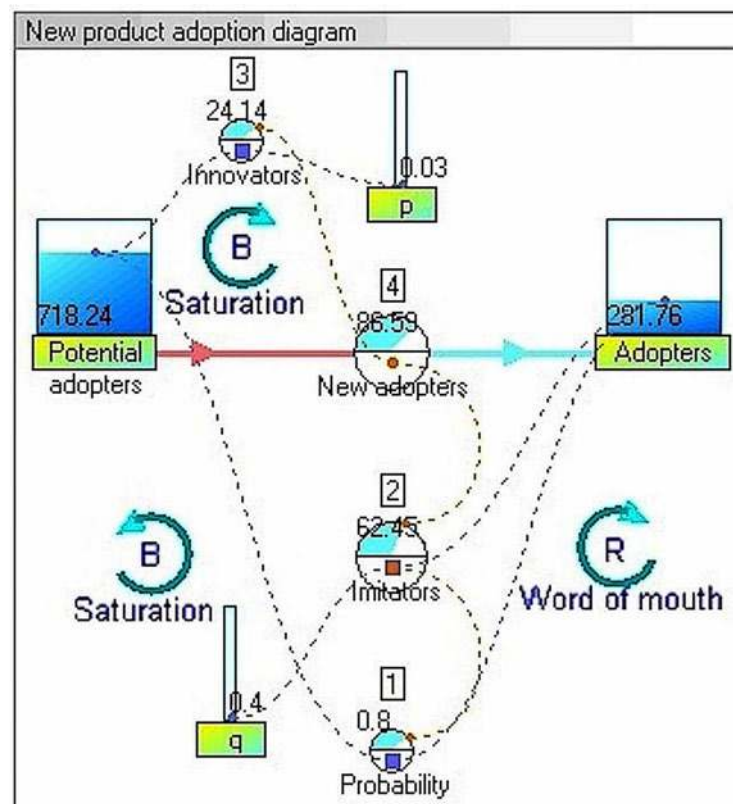 New product adoption diagram
3
24.14
Innovators
0.03
p
B
Saturation
718.24
Potential
adopters
4
86.59
New adopters
281.76
Adopters
2
62.45
- =
Imitators
B
Saturation
R
Word of mouth
0.4
q
1
0.8
Probability